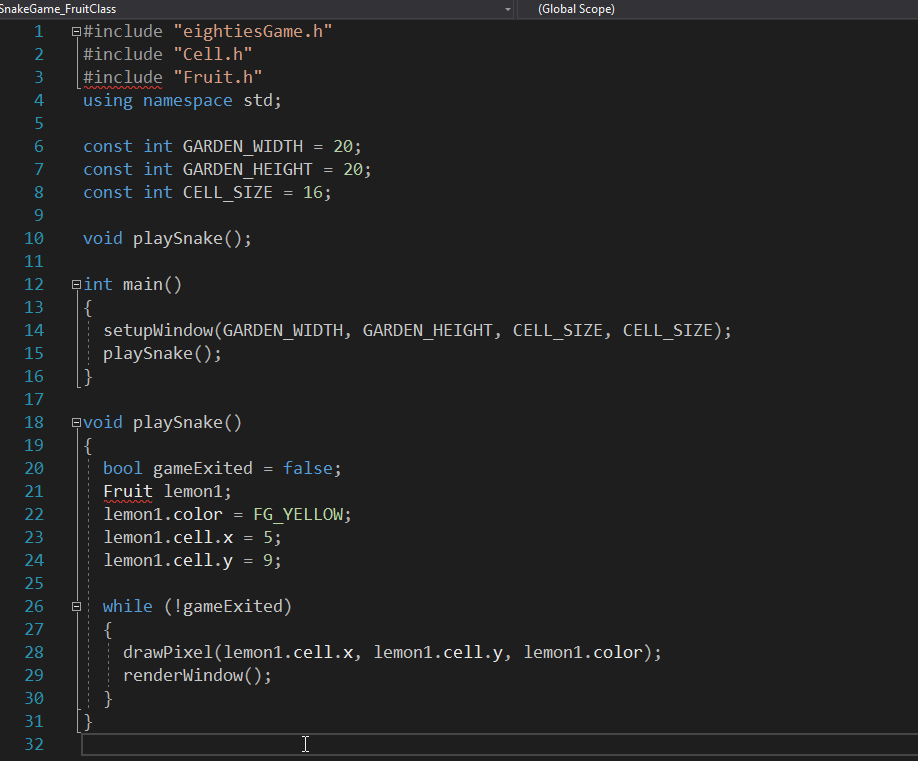 SnakeGame_FruitClass (Global Scope)
1 #include "eightiesGame.h"
2 #include "Cell.h"
3 #include "Fruit.h"
4 using namespace std;
5
6 const int GARDEN_WIDTH = 20;
7 const int GARDEN_HEIGHT = 20;
8 const int CELL_SIZE = 16;
9
10 void playSnake();
11
12 int main()
13 {
14 setupWindow(GARDEN_WIDTH, GARDEN_HEIGHT, CELL_SIZE, CELL_SIZE);
15 playSnake();
16 }
17
18 void playSnake()
19 {
20 bool gameExited = false;
21 Fruit lemon1;
22 lemon1.color = FG_YELLOW;
23 lemon1.cell.x = 5;
24 lemon1.cell.y = 9;
25
26 while (!gameExited)
27 {
28 drawPixel(lemon1.cell.x, lemon1.cell.y, lemon1.color);
29 renderWindow();
30 }
31 }
32